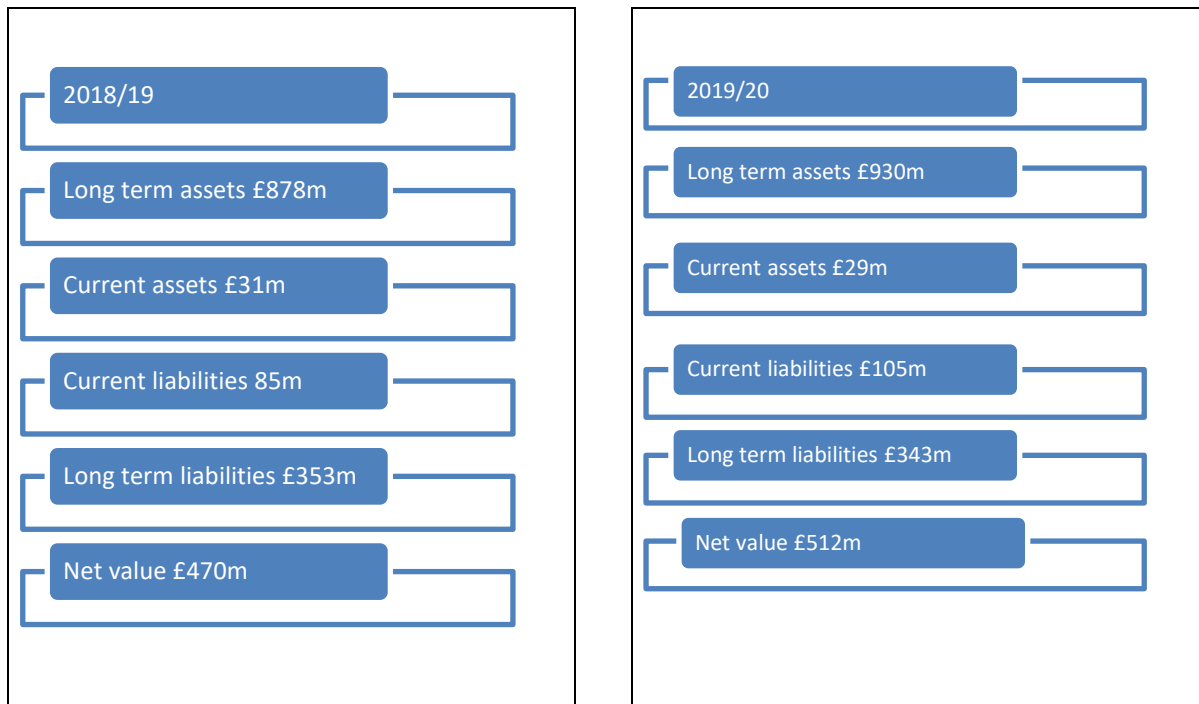 2018/19
Long term assets £878m
Current assets £31m
Current liabilities 85m
Long term liabilities £353m
Net value £470m
2019/20
Long term assets £930m
Current assets £29m
Current liabilities £105m
Long term liabilities £343m
Net value £512m